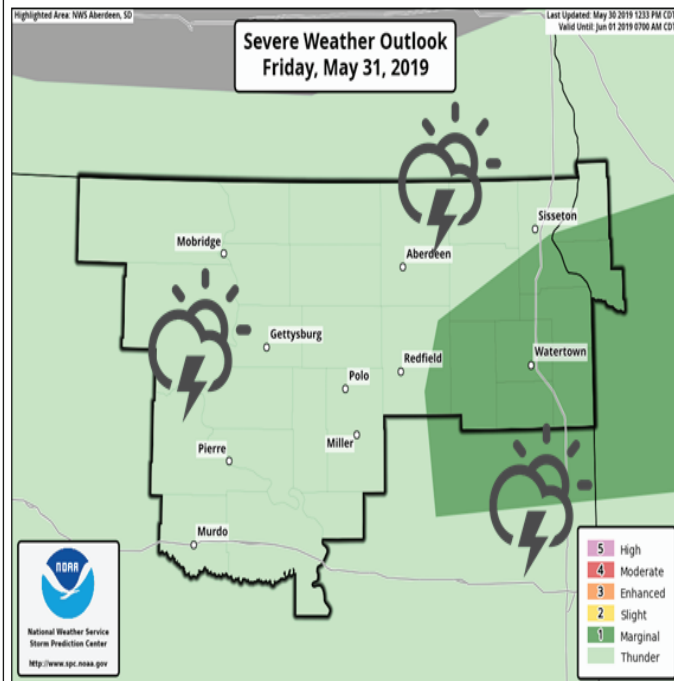 Highlighted Area: NWS Aberdeen, SD
Last Updated: May 30 2019 1233 PM CDT
Valid Until: Jun 01 2019 07:00 AM CDT
Severe Weather Outlook
Friday, May 31, 2019
Sisseton
Mobridge
Aberdeen
Gettysburg
Watertown
Redfield
Polo
Miller
Pierre
Murdo
NOAA
National Weather Service
Storm Prediction Center
http://www.spc.noaa.gov
5 High
4 Moderate
3 Enhanced
2 Slight
1 Marginal
Thunder